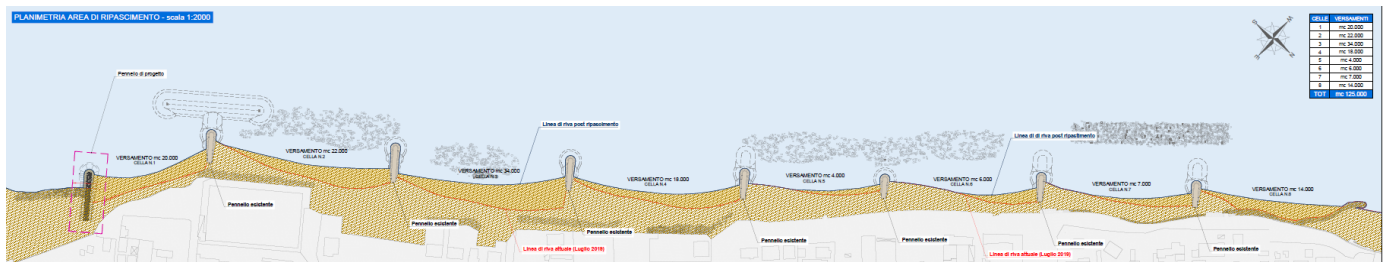 PLANIMETRIA AREA DI RIPASCIMENTO - scala 1:2000
CELLE VERSAMENTI
1 mc 20.000
2 mc 22.000
3 mc 34.000
4 mc 18.000
5 mc 4.000
6 mc 6.000
7 mc 7.000
8 mc 14.000
TOT mc 125.000
Pennello di progetto
Linea di riva post ripascimento
Linea di di riva post ripascimento
VERSAMENTO mc 20.000
CELLA N.1
VERSAMENTO mc 22.000
CELLA N.2
VERSAMENTO mc 34.000
CELLA N.3
VERSAMENTO mc 18.000
CELLA N.4
VERSAMENTO mc 4.000
CELLA N.5
VERSAMENTO mc 6.000
CELLA N.6
VERSAMENTO mc 7.000
CELLA N.7
VERSAMENTO mc 14.000
CELLA N.8
Pennello esistente
Pennello esistente
Pennello esistente
Pennello esistente
Pennello esistente
Pennello esistente
Pennello esistente
Linea di riva attuale (Luglio 2019)
Linea di riva attuale (Luglio 2019)